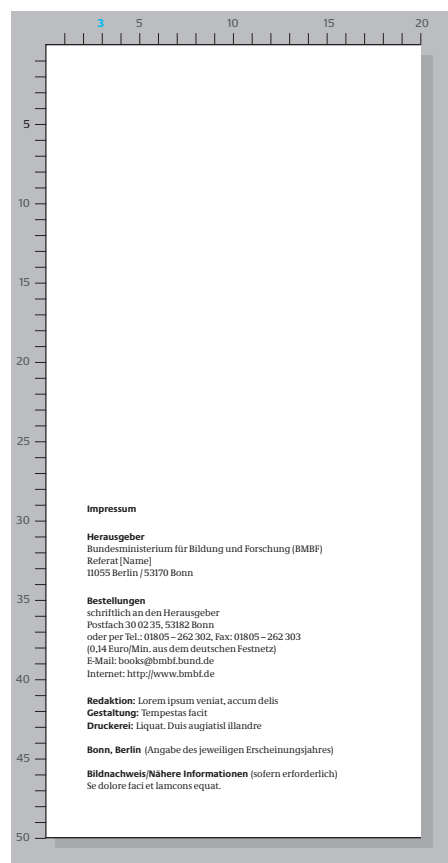 3 5 10 15 20
5
10
15
20
25
30
35
40
45
50
Impressum
Herausgeber
Bundesministerium für Bildung und Forschung (BMBF)
Referat [Name]
11055 Berlin / 53170 Bonn
Bestellungen
schriftlich an den Herausgeber
Postfach 30 02 35, 53182 Bonn
oder per Tel.: 01805 – 262 302, Fax: 01805 – 262 303
(0,14 Euro/Min. aus dem deutschen Festnetz)
E-Mail: books@bmbf.bund.de
Internet: http://www.bmbf.de
Redaktion: Lorem ipsum veniat, accum delis
Gestaltung: Tempestas facit
Druckerei: Liquat. Duis augiatisl illandre
Bonn, Berlin (Angabe des jeweiligen Erscheinungsjahres)
Bildnachweis/Nähere Informationen (sofern erforderlich)
Se dolore faci et lamcons equat.